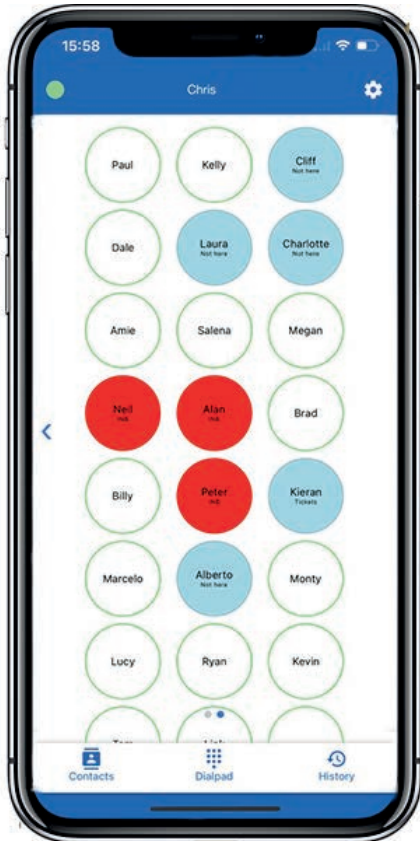 15:58
Chris
Paul
Kelly
Cliff
Not here
Dale
Laura
Not here
Charlotte
Not here
Amie
Salena
Megan
Neil
Alan
Brad
Billy
Peter
Kieran
Tickets
Marcelo
Alberto
Not here
Monty
Lucy
Ryan
Kevin
Contacts
Dialpad
History